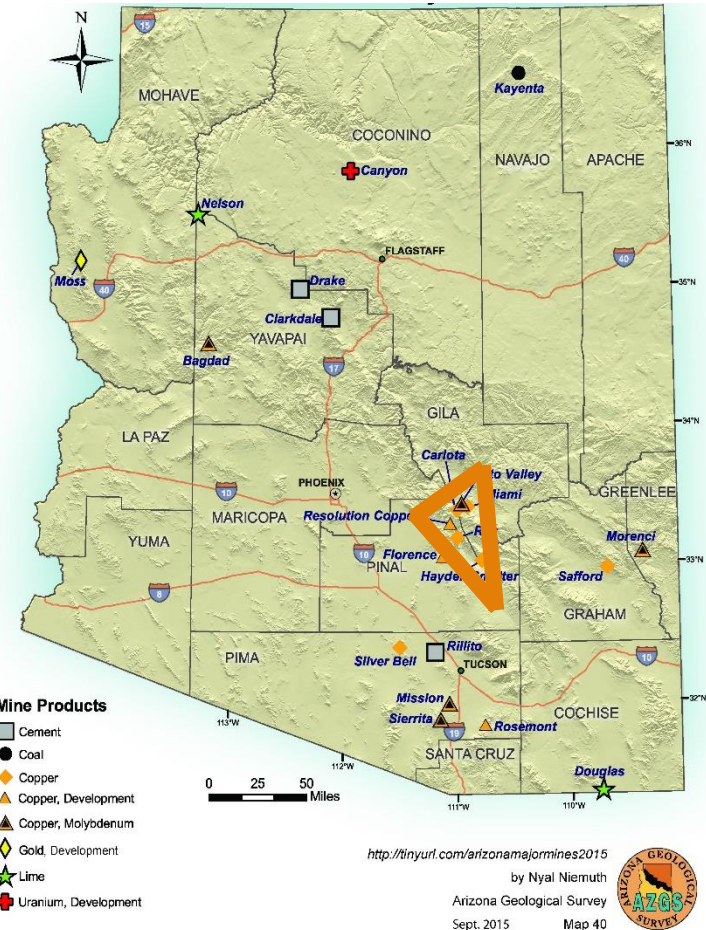 N
15
MOHAVE
Kayenta
COCONINO
36°N
NAVAJO
APACHE
Canyon
Nelson
FLAGSTAFF
40
Moss
40
Drake
35°N
Clarkdale
YAVAPAI
Bagdad
17
34°N
GILA
LA PAZ
Carlota
to Valley
iami
PHOENIX
10
MARICOPA
Resolution Copp
GREENLEE
YUMA
Morenci
10
PINAL
Florence
33°N
Safford
8
GRAHAM
PIMA
Rillito
Silver Bell
TUCSON
10
Mission
32°N
Sierrita
19
Rosemont
COCHISE
SANTA CRUZ
113°W
112°W
111°W
110°W
Douglas
Mine Products
Cement
Coal
Copper
Copper, Development
Copper, Molybdenum
Gold, Development
Lime
Uranium, Development
0 25 50
Miles
http://tinyurl.com/arizonamajormines2015
by Nyal Niemuth
Arizona Geological Survey
Sept. 2015 Map 40
ARIZONA GEOLOGICAL
AZGS
SURVEY